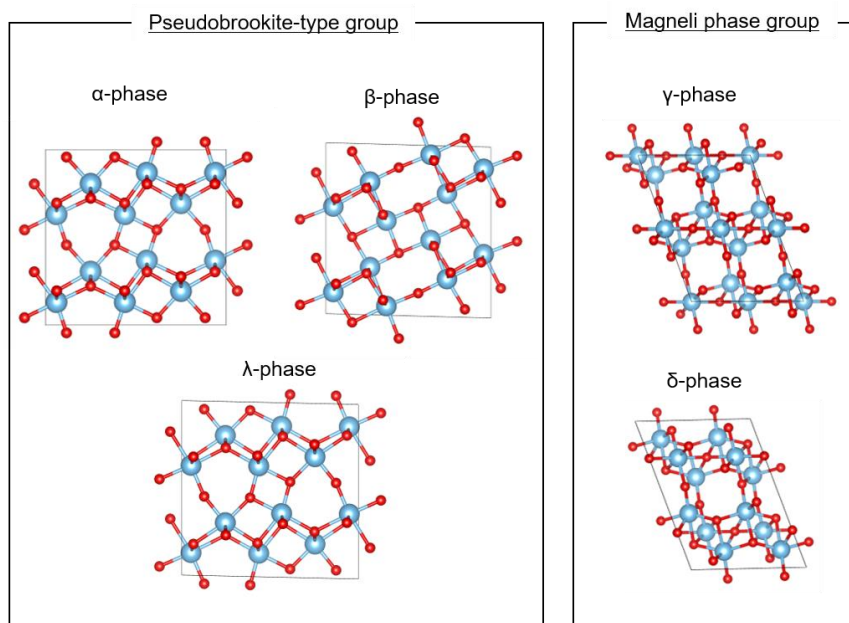 Pseudobrookite-type group
Magneli phase group
α-phase
β-phase
γ-phase
λ-phase
δ-phase